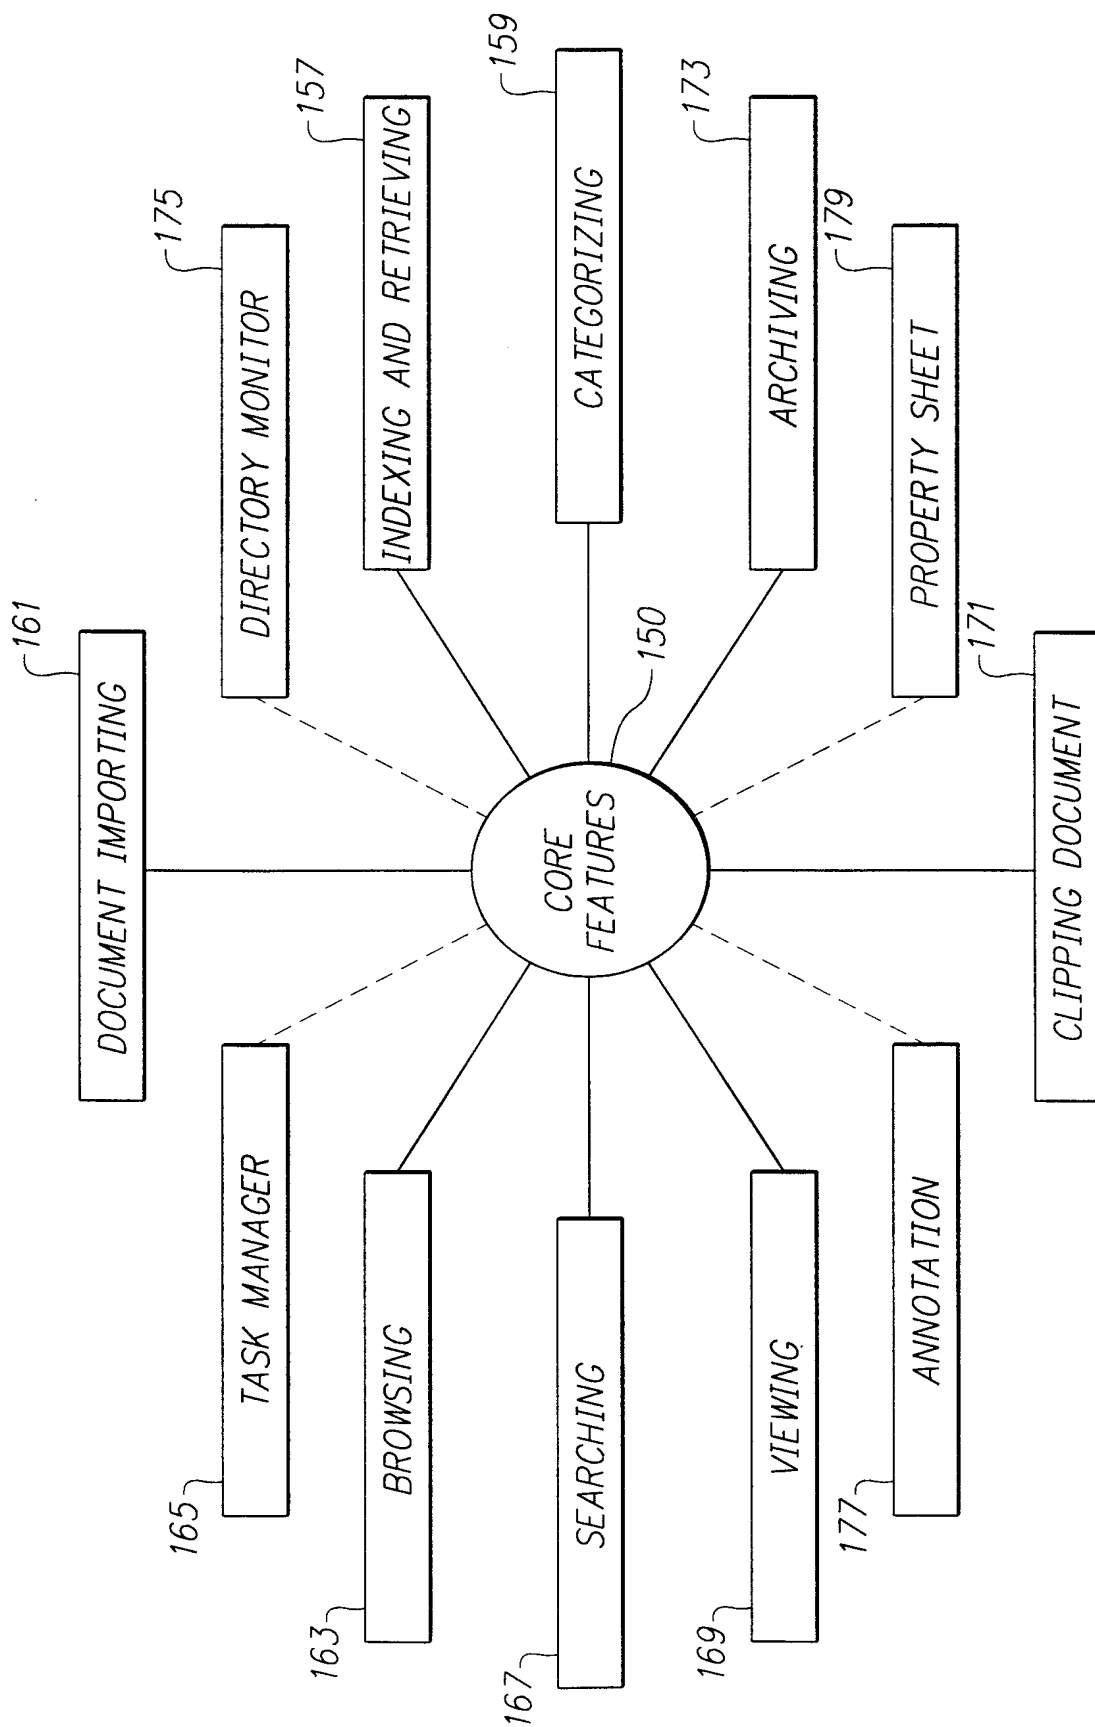 161
DOCUMENT IMPORTING
165
TASK MANAGER
175
DIRECTORY MONITOR
163
BROWSING
157
INDEXING AND RETRIEVING
167
SEARCHING
CORE
FEATURES
150
159
CATEGORIZING
169
VIEWING
173
ARCHIVING
177
ANNOTATION
179
PROPERTY SHEET
171
CLIPPING DOCUMENT